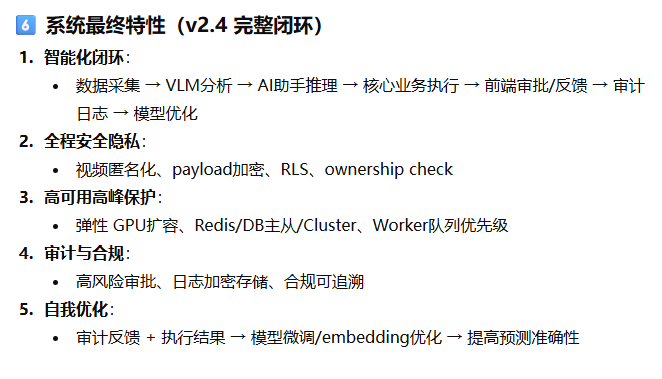 6 系统最终特性（v2.4 完整闭环）
1. 智能化闭环：
• 数据采集 → VLM分析 → AI助手推理 → 核心业务执行 → 前端审批/反馈 → 审计
日志 → 模型优化
2. 全程安全隐私：
• 视频匿名化、payload加密、RLS、ownership check
3. 高可用高峰保护：
• 弹性 GPU扩容、Redis/DB主从/Cluster、Worker队列优先级
4. 审计与合规：
• 高风险审批、日志加密存储、合规可追溯
5. 自我优化：
• 审计反馈 + 执行结果 → 模型微调/embedding优化 → 提高预测准确性